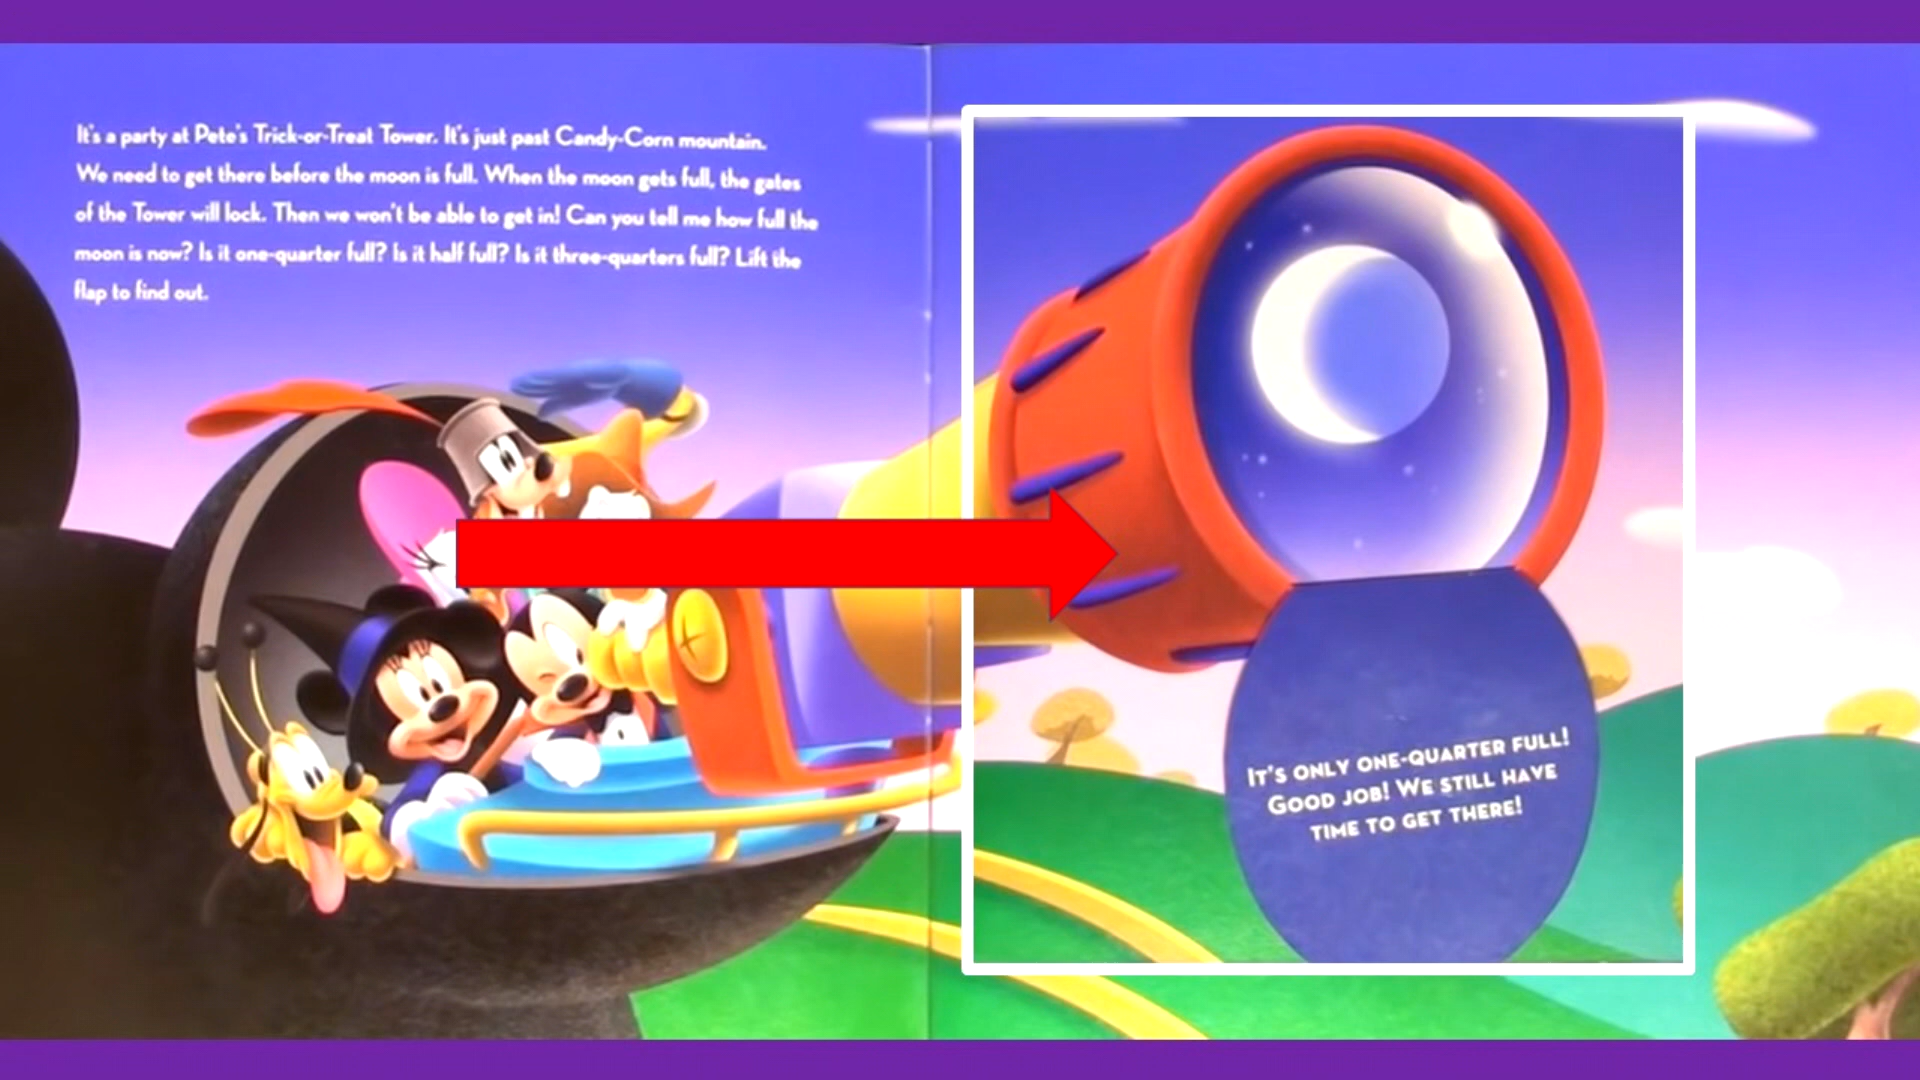 It's a party at Pete's Trick-or-Treat Tower. It's just past Candy-Corn mountain.
We need to get there before the moon is full. When the moon gets full, the gates
of the Tower will lock. Then we won't be able to get in! Can you tell me how full the
moon is now? Is it one-quarter full? Is it half full? Is it three-quarters full? Lift the
flap to find out.
IT'S ONLY ONE-QUARTER FULL!
GOOD JOB! WE STILL HAVE
TIME TO GET THERE!